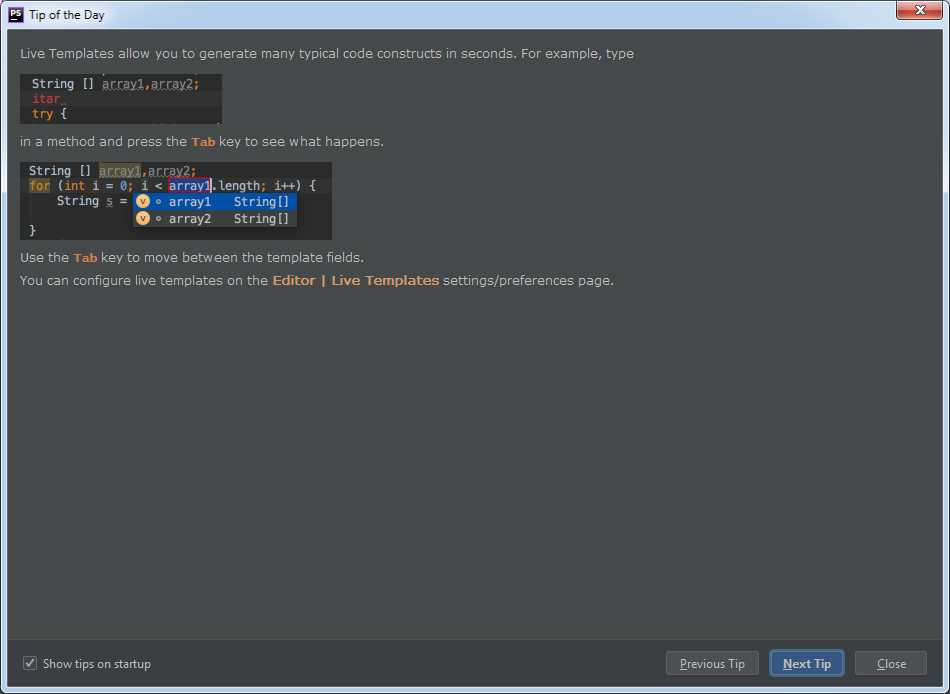 PS
Tip of the Day
Live Templates allow you to generate many typical code constructs in seconds. For example, type
String [] array1,array2;
itar
try {
in a method and press the Tab key to see what happens.
String [] array1,array2;
for (int i = 0; i < array1.length; i++) {
String s =
v array1 String[]
v array2 String[]
}
Use the Tab key to move between the template fields.
You can configure live templates on the Editor | Live Templates settings/preferences page.
Show tips on startup
Previous Tip
Next Tip
Close